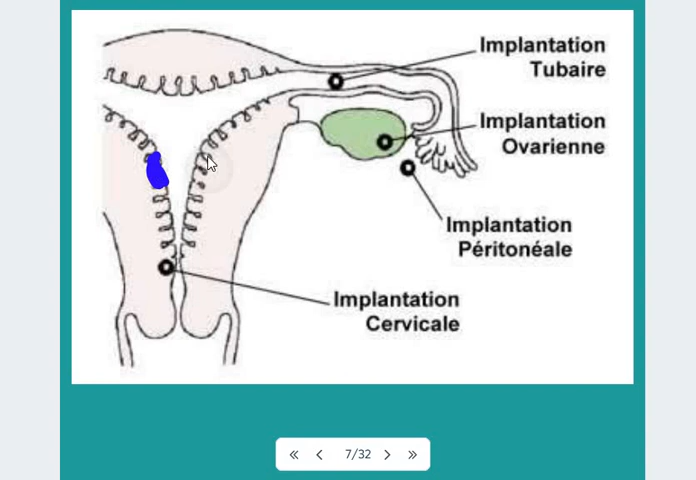 Implantation
Tubaire
Implantation
Ovarienne
Implantation
Péritonéale
Implantation
Cervicale
7/32